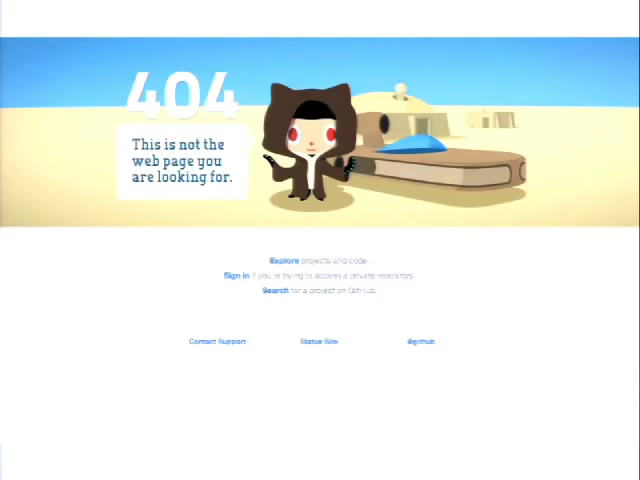 404
This is not the
web page you
are looking for.
Explore projects and code.
Sign in if you're trying to access a private repository.
Search for a project on GitHub.
Contact Support
Status Site
@github